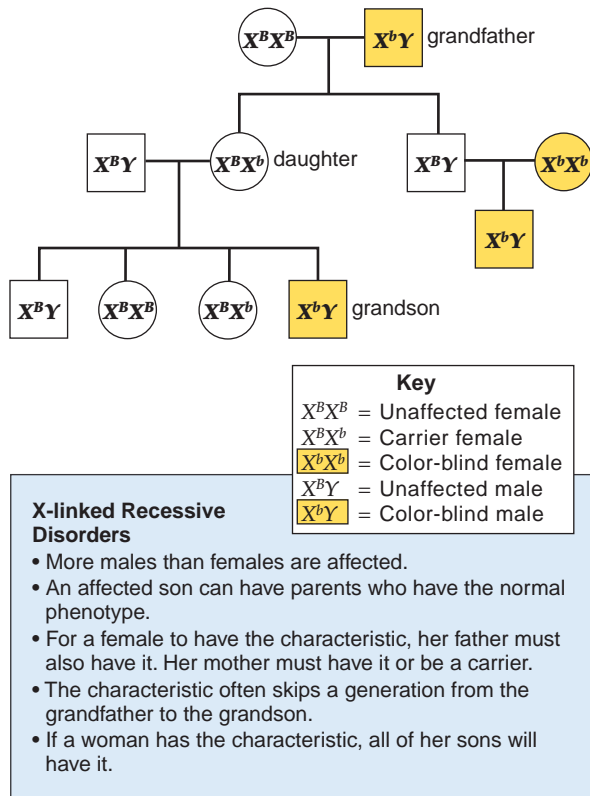 XᴮXᴮ XᵇY grandfather
XᴮY XᴮXᵇ daughter XᴮY XᵇXᵇ
XᵇY
XᴮY XᴮXᴮ XᴮXᵇ XᵇY grandson
Key
XᴮXᴮ = Unaffected female
XᴮXᵇ = Carrier female
XᵇXᵇ = Color-blind female
XᴮY = Unaffected male
XᵇY = Color-blind male
X-linked Recessive
Disorders
• More males than females are affected.
• An affected son can have parents who have the normal
phenotype.
• For a female to have the characteristic, her father must
also have it. Her mother must have it or be a carrier.
• The characteristic often skips a generation from the
grandfather to the grandson.
• If a woman has the characteristic, all of her sons will
have it.